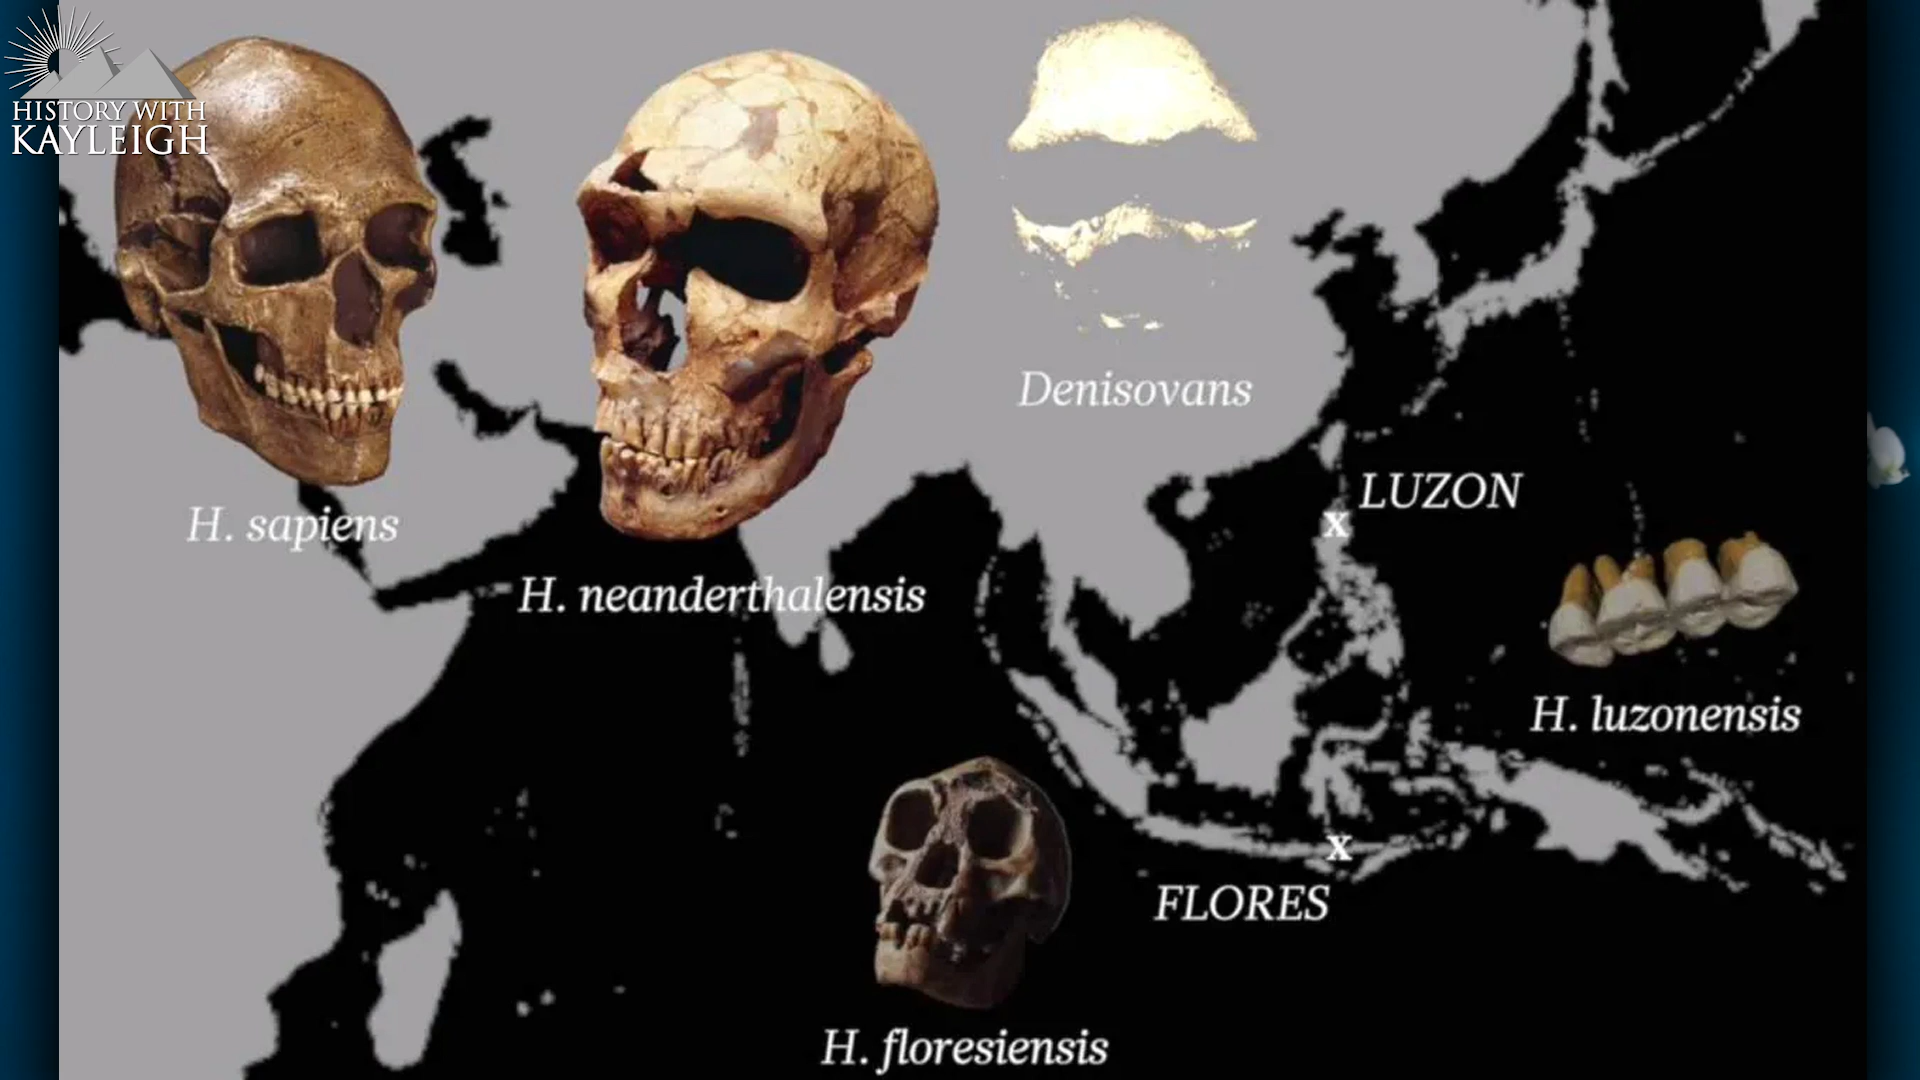 HISTORY WITH
KAYLEIGH
H. sapiens
H. neanderthalensis
Denisovans
LUZON
x
H. luzonensis
x
FLORES
H. floresiensis